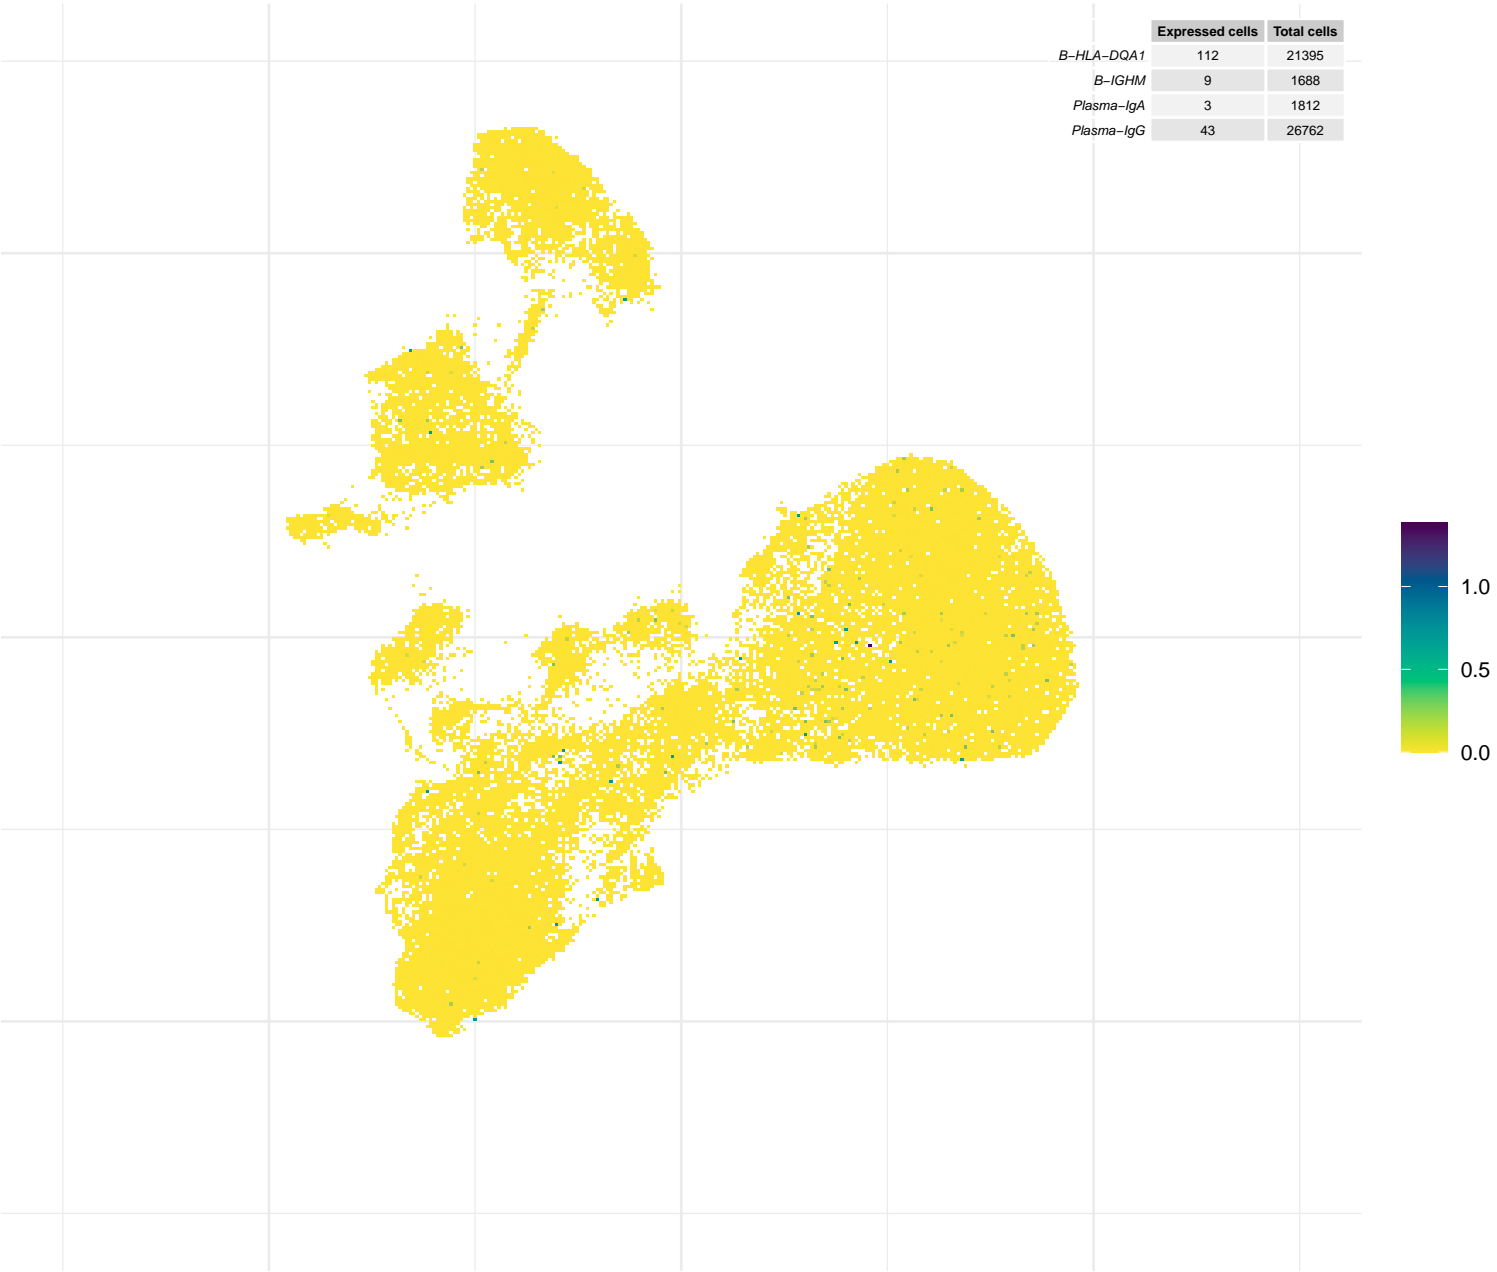 Expressed cells Total cells
B−HLA−DQA1 112 21395
B−IGHM 9 1688
Plasma−IgA 3 1812
Plasma−IgG 43 26762
1.0
0.5
0.0